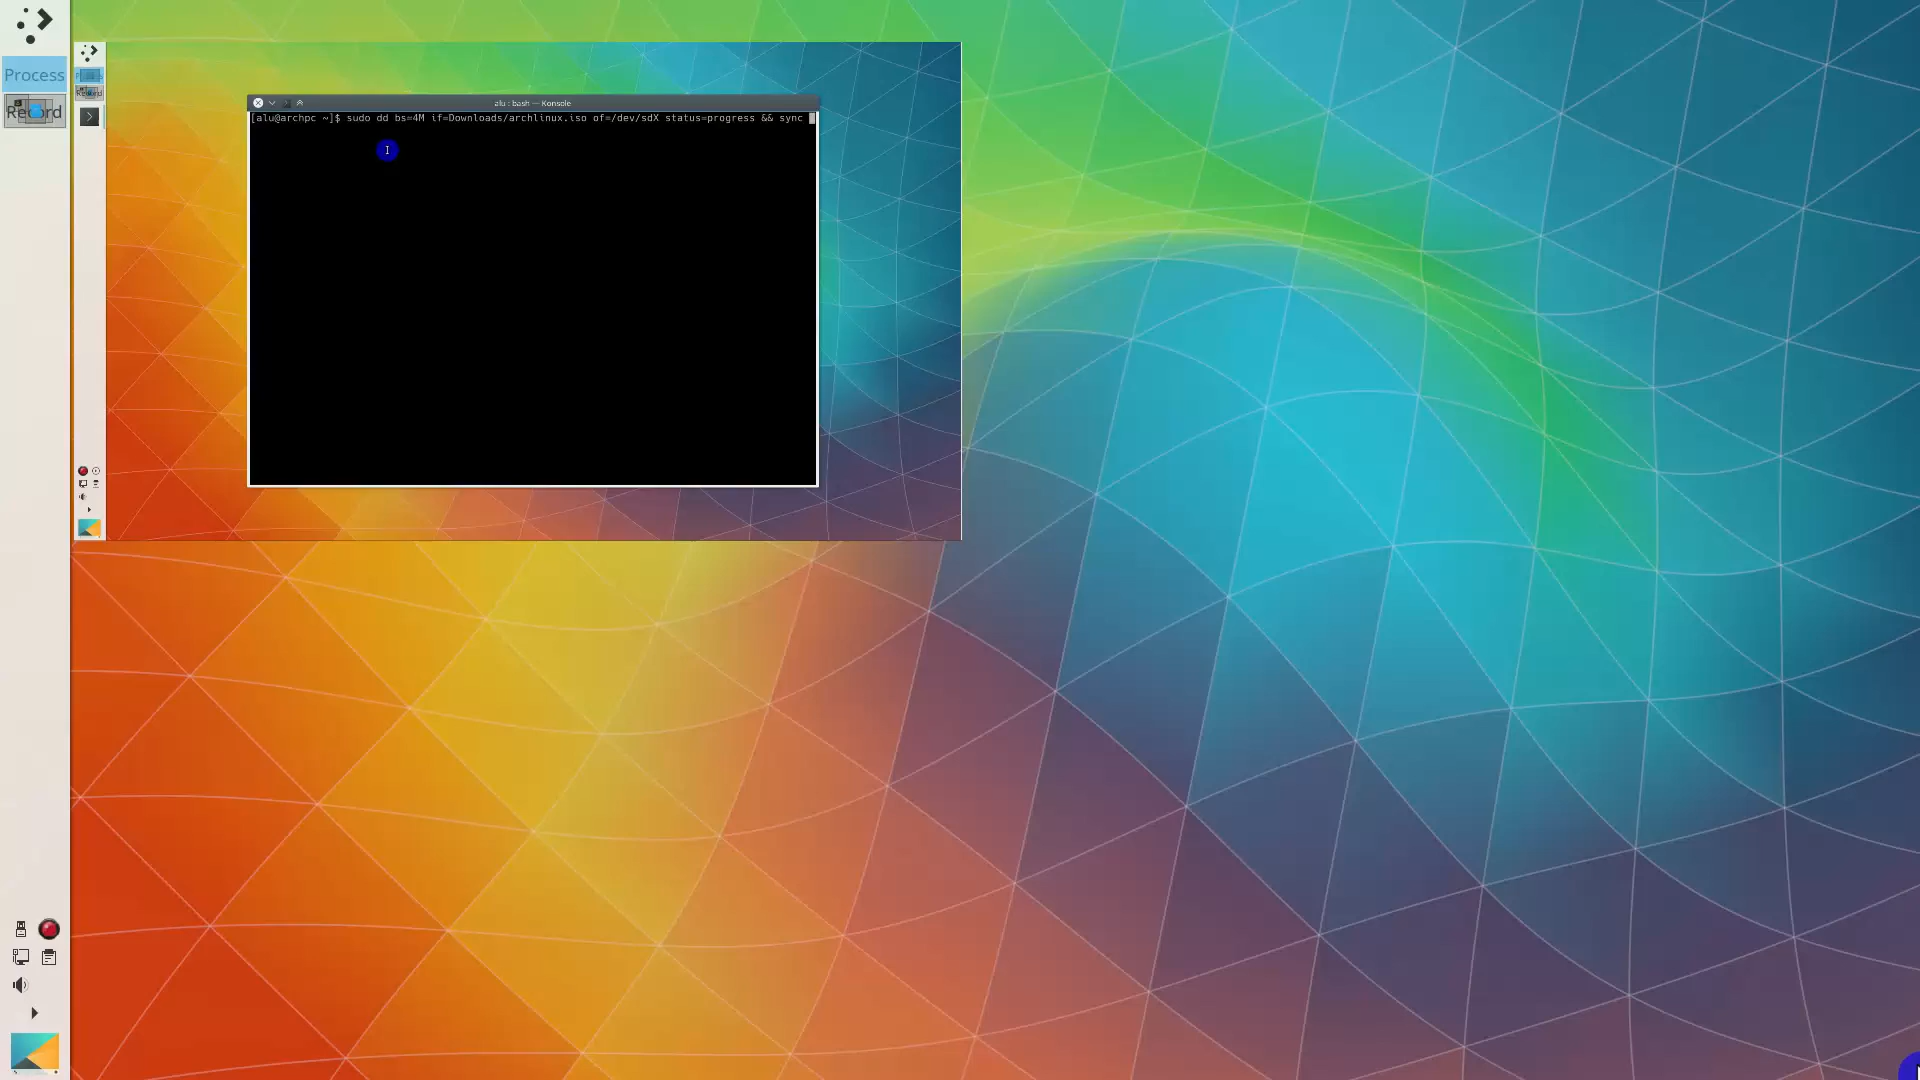 Process
Record
alu : bash — Konsole
[alu@archpc ~]$ sudo dd bs=4M if=Downloads/archlinux.iso of=/dev/sdX status=progress && sync